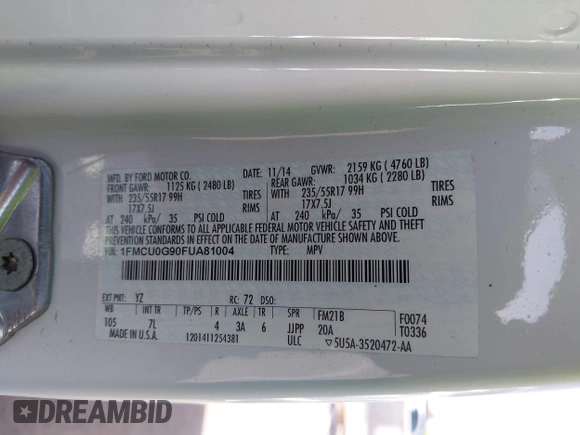 MFD. BY FORD MOTOR CO.
11/14 GVWR: 2159 KG ( 4760 LB)
FRONT GAWR: 1125 KG ( 2480 LB)
REAR GAWR: 1034 KG ( 2280 LB)
WITH 235/55R17 99H TIRES
WITH 235/55R17 99H TIRES
17X7.5J RIMS
17X7.5J RIMS
AT 240 kPa/ 35 PSI COLD
AT 240 kPa/ 35 PSI COLD
THIS VEHICLE CONFORMS TO ALL APPLICABLE FEDERAL MOTOR VEHICLE SAFETY AND THEFT
PREVENTION STANDARDS IN EFFECT ON THE DATE OF MANUFACTURE SHOWN ABOVE.
VIN: 1FMCU0G90FUA81004
TYPE: MPV
EXT PNT: YZ RC: 72 DSO:
WB INT TR TP/PS R AXLE TR SPR
105 7L 4 3A 6 JJPP
FM21B
20A
F0074
T0336
MADE IN U.S.A. 1201411254381 ULC
▽5U5A-3520472-AA
DREAMBID